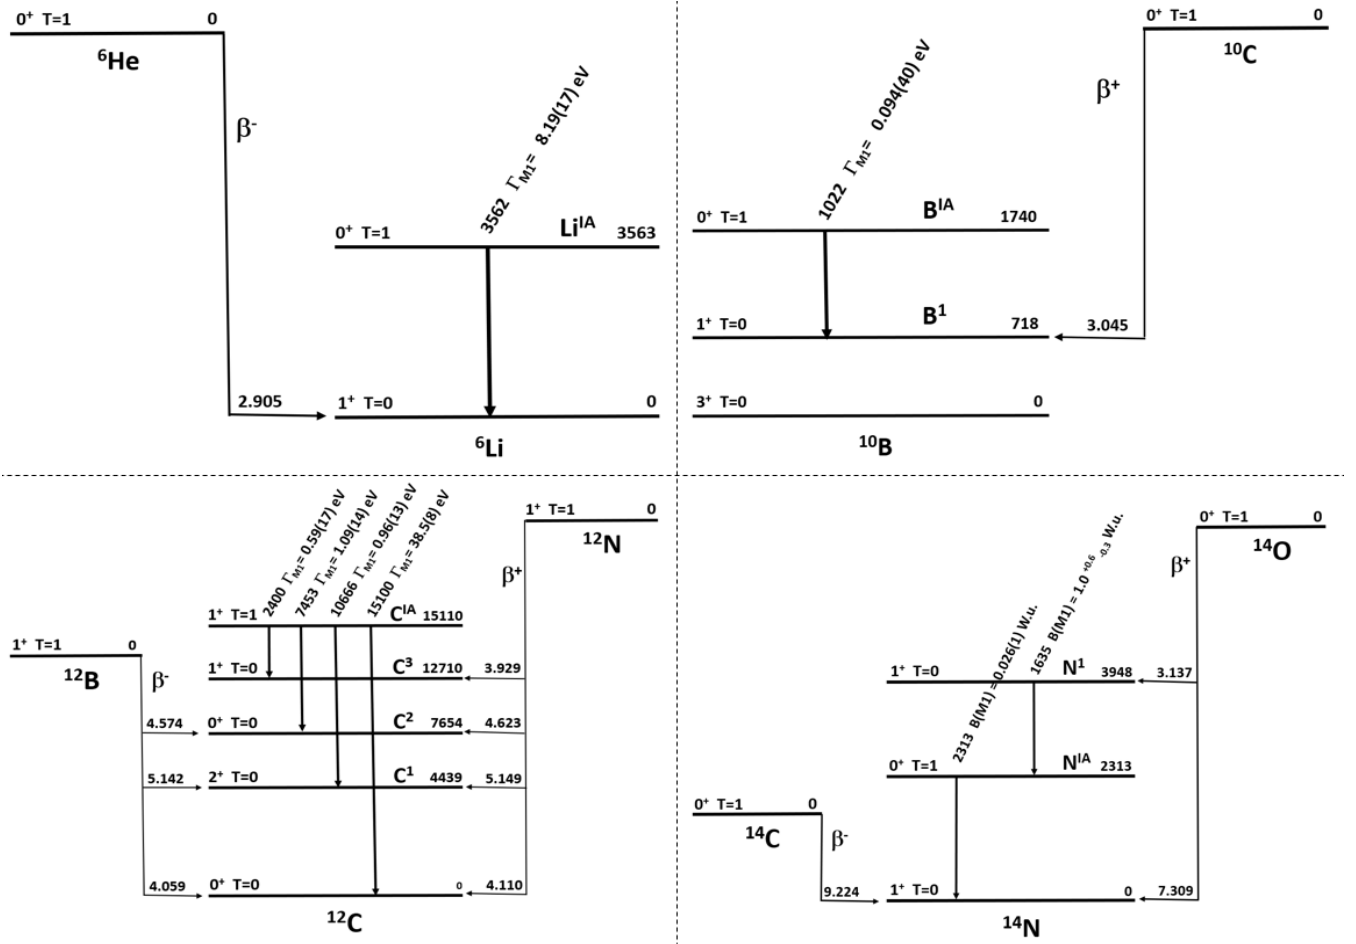 0⁺ T=1 0
⁶He
β⁻
3562 Γ_M1= 8.19(17) eV
0⁺ T=1 Li^IA 3563
2.905
1⁺ T=0 0
⁶Li
0⁺ T=1 0
¹⁰C
β⁺
1022 Γ_M1= 0.094(40) eV
0⁺ T=1 B^IA 1740
1⁺ T=0 B¹ 718
3.045
3⁺ T=0 0
¹⁰B
2400 Γ_M1= 0.59(17) eV
7453 Γ_M1= 1.09(14) eV
10666 Γ_M1= 0.96(13) eV
15100 Γ_M1= 38.5(8) eV
1⁺ T=1 0
¹²N
β⁺
1⁺ T=1 C^IA 15110
1⁺ T=1 0
¹²B
β⁻
1⁺ T=0 C³ 12710
3.929
4.574
0⁺ T=0 C² 7654
4.623
5.142
2⁺ T=0 C¹ 4439
5.149
4.059
0⁺ T=0 0
4.110
¹²C
0⁺ T=1 0
¹⁴O
β⁺
2313 B(M1) = 0.026(1) W.u.
1635 B(M1) = 1.0 +0.6 -0.3 W.u.
1⁺ T=0 N¹ 3948
3.137
0⁺ T=1 N^IA 2313
0⁺ T=1 0
¹⁴C
β⁻
9.224
1⁺ T=0 0
7.309
¹⁴N